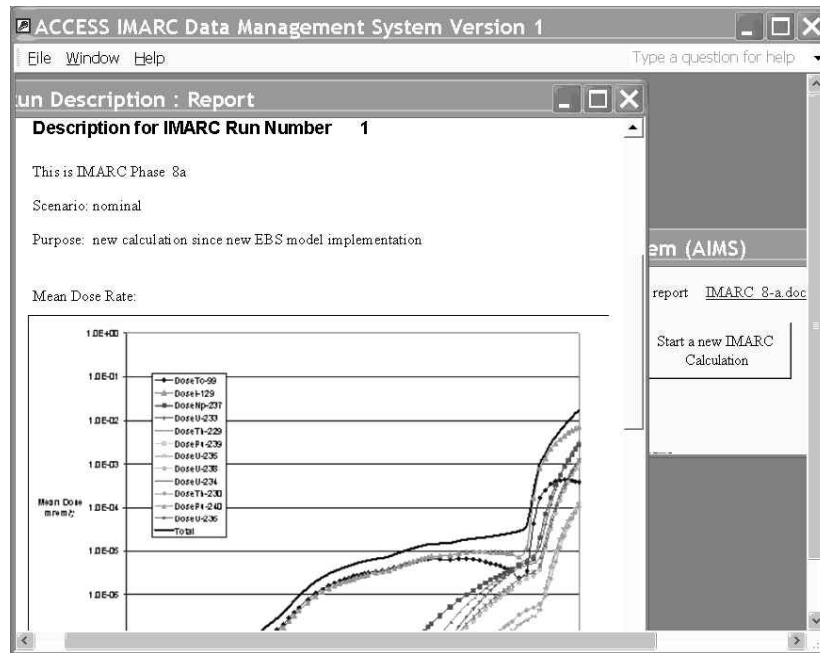 ACCESS IMARC Data Management System Version 1
File Window Help
Type a question for help
un Description : Report
Description for IMARC Run Number 1
This is IMARC Phase 8a
Scenario: nominal
Purpose: new calculation since new EBS model implementation
em (AIMS)
report IMARC 8-a.doc
Start a new IMARC
Calculation
Mean Dose Rate:
1.0E+00
1.0E-01
1.0E-02
1.0E-03
1.0E-04
1.0E-05
1.0E-06
Mean Dose
DoseTc-99
DoseI-129
DoseNp-237
DoseU-233
DoseTh-229
DosePt-239
DoseU-235
DoseU-238
DoseU-234
DoseTh-230
DosePt-240
DoseU-236
Total